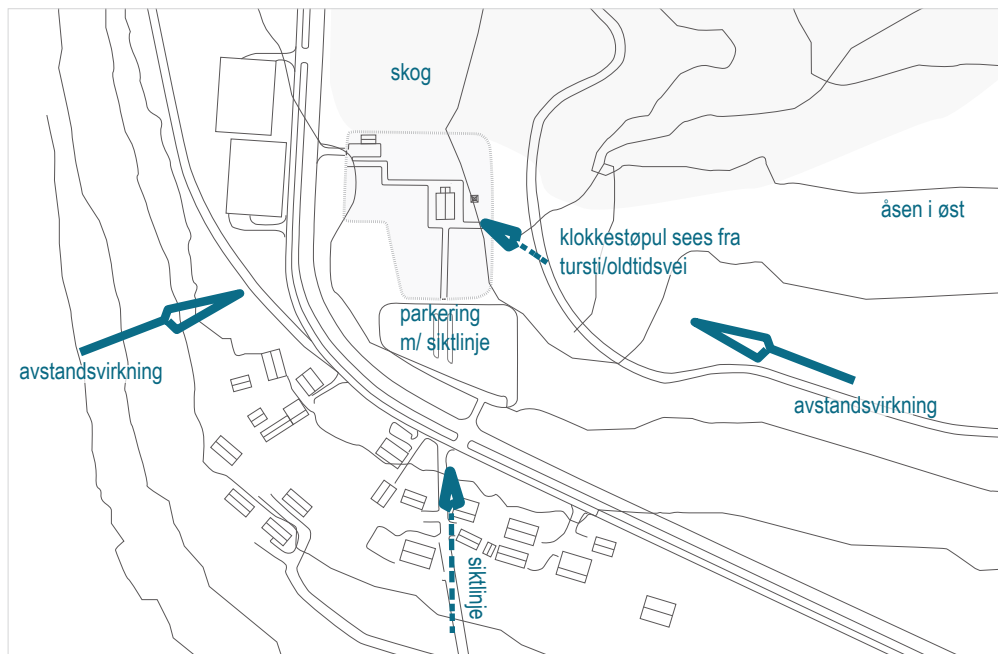 skog
åsen i øst
klokkestøpul sees fra
tursti/oldtidsvei
parkering
m/ siktlinje
avstandsvirkning
avstandsvirkning
siktlinje